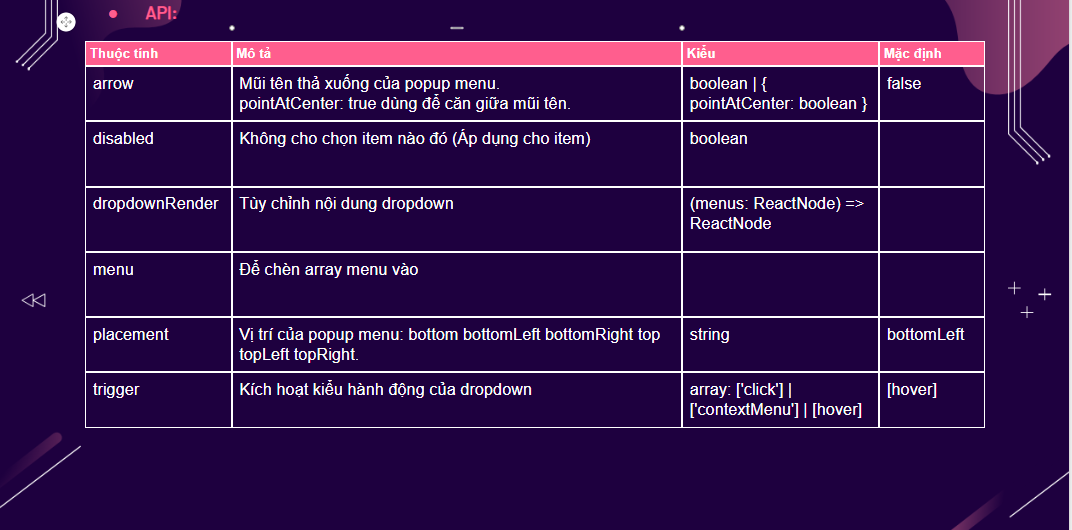 API:
Thuộc tính Mô tả Kiểu Mặc định
arrow Mũi tên thả xuống của popup menu. boolean | { false
pointAtCenter: true dùng để căn giữa mũi tên. pointAtCenter: boolean }
disabled Không cho chọn item nào đó (Áp dụng cho item) boolean
dropdownRender Tùy chỉnh nội dung dropdown (menus: ReactNode) =>
ReactNode
menu Để chèn array menu vào
placement Vị trí của popup menu: bottom bottomLeft bottomRight top string bottomLeft
topLeft topRight.
trigger Kích hoạt kiểu hành động của dropdown array: ['click'] | [hover]
['contextMenu'] | [hover]